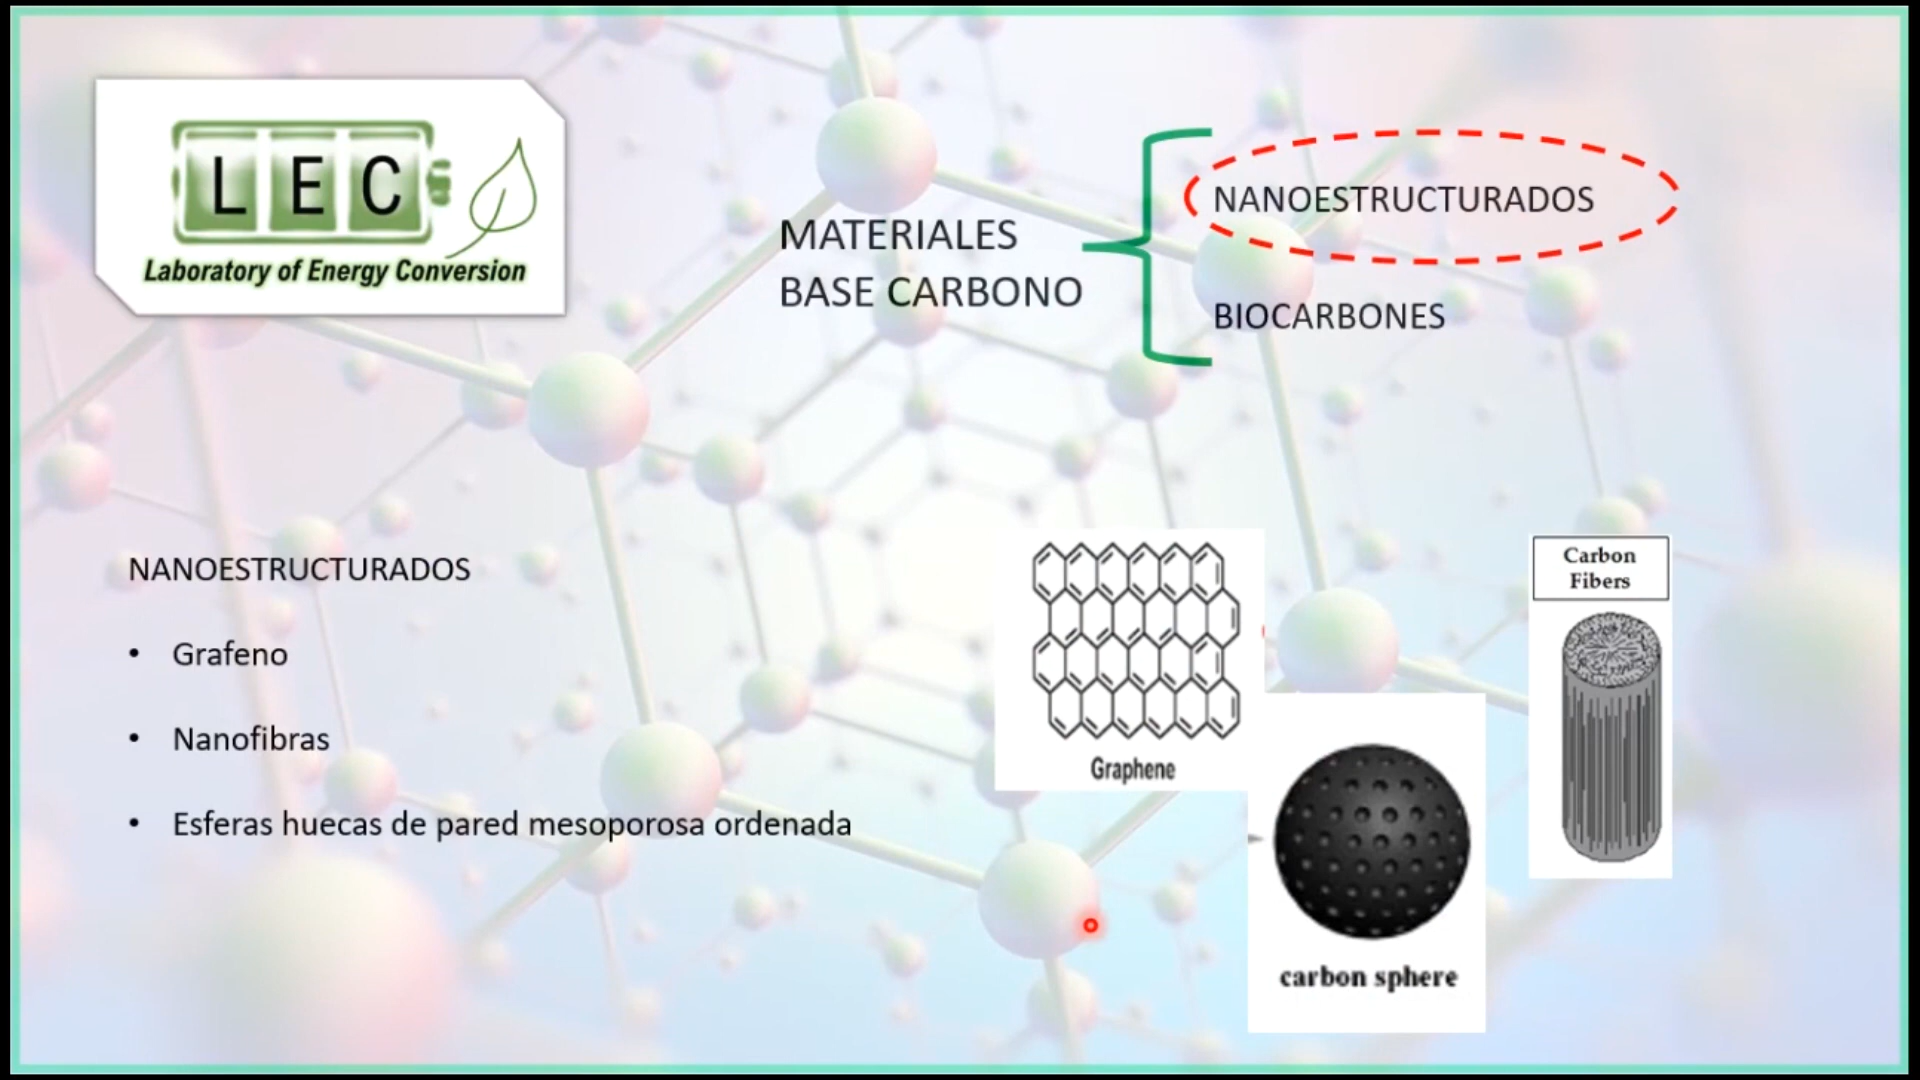 L E C
Laboratory of Energy Conversion
MATERIALES
BASE CARBONO
NANOESTRUCTURADOS
BIOCARBONES
NANOESTRUCTURADOS
• Grafeno
• Nanofibras
• Esferas huecas de pared mesoporosa ordenada
Graphene
carbon sphere
Carbon
Fibers